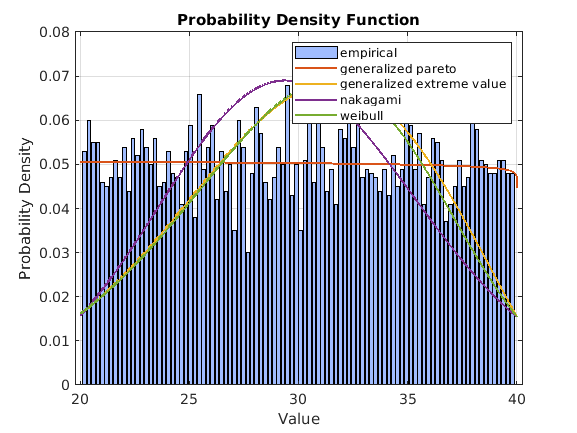 Probability Density Function
0.08
0.07
0.06
0.05
0.04
0.03
0.02
0.01
0
Probability Density
empirical
generalized pareto
generalized extreme value
nakagami
weibull
20
25
30
35
40
Value